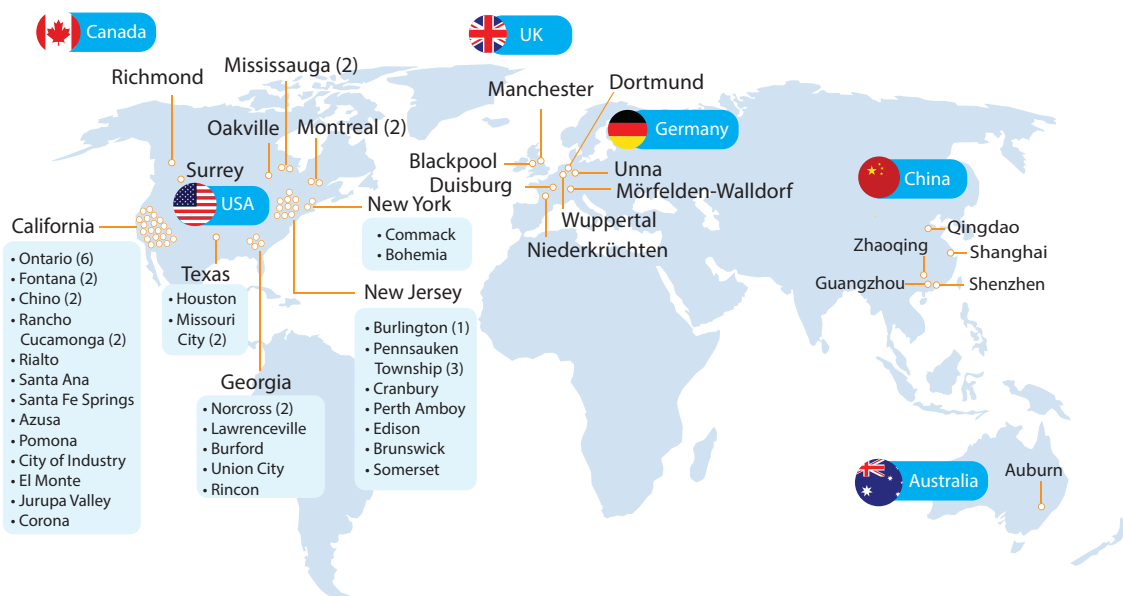 Canada
UK
Mississauga (2)
Richmond
Dortmund
Manchester
Oakville
Montreal (2)
Germany
Blackpool
Surrey
Unna
China
Duisburg
Mörfelden-Walldorf
USA
New York
Wuppertal
California
Niederkrüchten
Qingdao
Zhaoqing
Shanghai
Guangzhou
Shenzhen
• Commack
• Bohemia
• Ontario (6)
• Fontana (2)
• Chino (2)
• Rancho
Cucamonga (2)
• Rialto
• Santa Ana
• Santa Fe Springs
• Azusa
• Pomona
• City of Industry
• El Monte
• Jurupa Valley
• Corona
Texas
• Houston
• Missouri
City (2)
New Jersey
• Burlington (1)
• Pennsauken
Township (3)
• Cranbury
• Perth Amboy
• Edison
• Brunswick
• Somerset
Georgia
• Norcross (2)
• Lawrenceville
• Burford
• Union City
• Rincon
Australia
Auburn